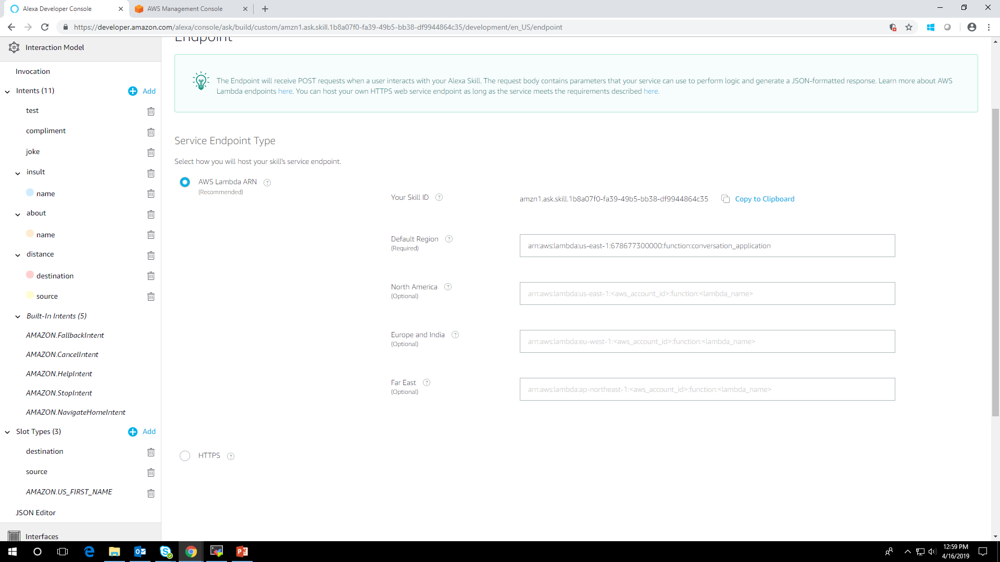 Alexa Developer Console
AWS Management Console
https://developer.amazon.com/alexa/console/ask/build/custom/amzn1.ask.skill.1b8a07f0-fa39-49b5-bb38-df9944864c35/development/en_US/endpoint
Interaction Model
Invocation
Intents (11)
Add
test
compliment
joke
insult
name
about
name
distance
destination
source
Built-In Intents (5)
AMAZON.FallbackIntent
AMAZON.CancelIntent
AMAZON.HelpIntent
AMAZON.StopIntent
AMAZON.NavigateHomeIntent
Slot Types (3)
Add
destination
source
AMAZON.US_FIRST_NAME
JSON Editor
Interfaces
Endpoint
The Endpoint will receive POST requests when a user interacts with your Alexa Skill. The request body contains parameters that your service can use to perform logic and generate a JSON-formatted response. Learn more about AWS
Lambda endpoints here. You can host your own HTTPS web service endpoint as long as the service meets the requirements described here.
Service Endpoint Type
Select how you will host your skill's service endpoint.
AWS Lambda ARN ?
(Recommended)
Your Skill ID ?
amzn1.ask.skill.1b8a07f0-fa39-49b5-bb38-df9944864c35
Copy to Clipboard
Default Region ?
(Required)
arn:aws:lambda:us-east-1:678677300000:function:conversation_application
North America ?
(Optional)
arn:aws:lambda:us-east-1:<aws_account_id>:function:<lambda_name>
Europe and India ?
(Optional)
arn:aws:lambda:eu-west-1:<aws_account_id>:function:<lambda_name>
Far East ?
(Optional)
arn:aws:lambda:ap-northeast-1:<aws_account_id>:function:<lambda_name>
HTTPS ?
12:59 PM
4/16/2019